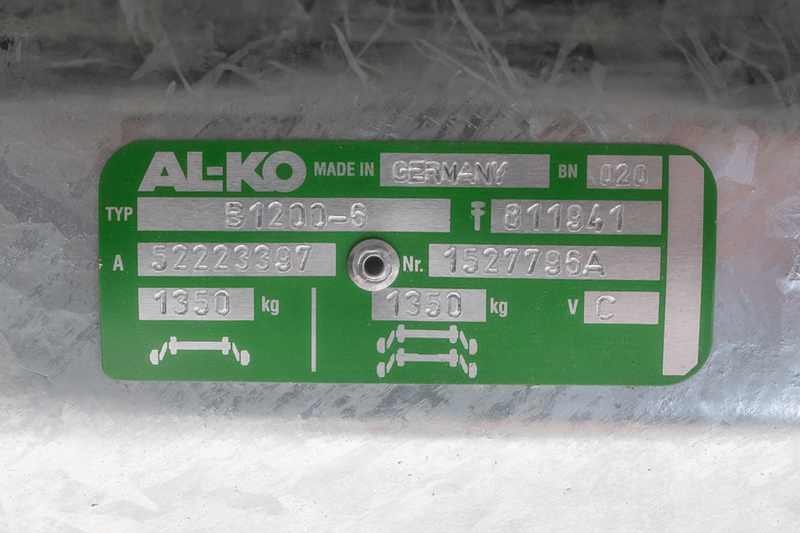 AL-KO MADE IN GERMANY BN 020
TYP B1200-6 811941
A 52223397 Nr. 1527796A
1350 kg 1350 kg V C